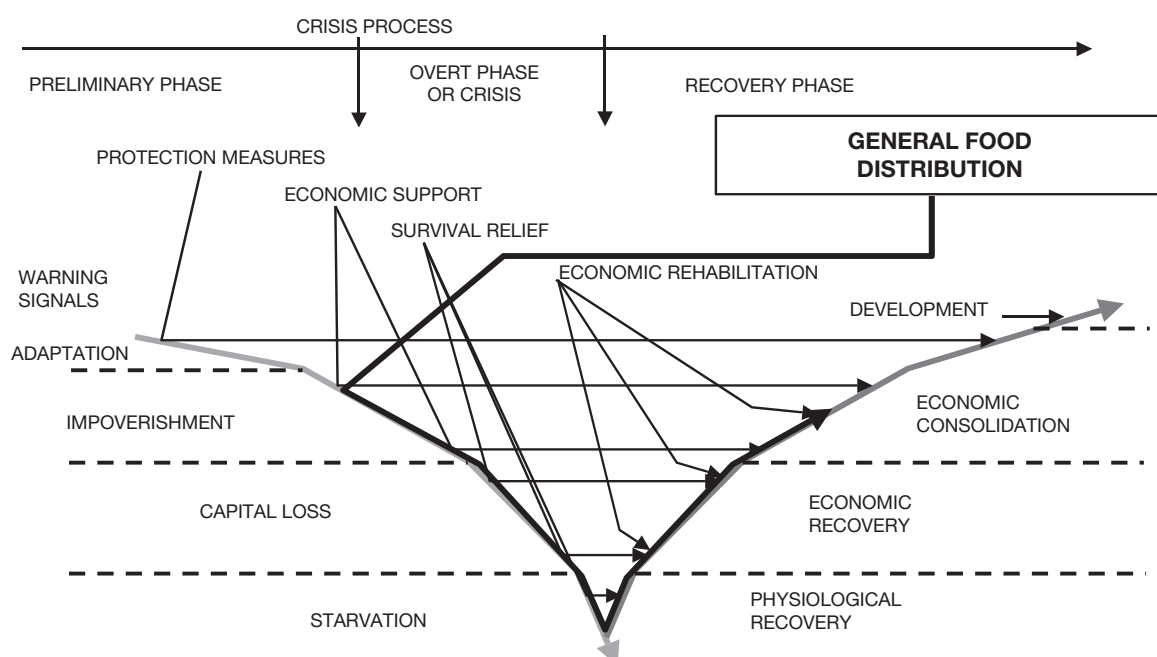 CRISIS PROCESS
PRELIMINARY PHASE
OVERT PHASE
OR CRISIS
RECOVERY PHASE
GENERAL FOOD
DISTRIBUTION
PROTECTION MEASURES
ECONOMIC SUPPORT
SURVIVAL RELIEF
ECONOMIC REHABILITATION
WARNING
SIGNALS
DEVELOPMENT
ADAPTATION
IMPOVERISHMENT
ECONOMIC
CONSOLIDATION
CAPITAL LOSS
ECONOMIC
RECOVERY
STARVATION
PHYSIOLOGICAL
RECOVERY